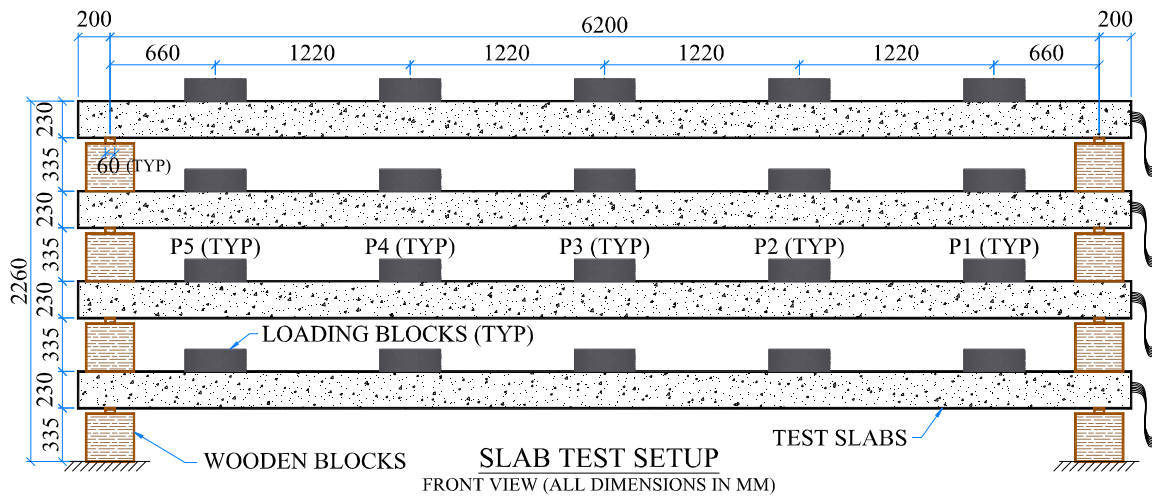 200 6200 200
660 1220 1220 1220 1220 660
230
335
60 (TYP)
230
335
P5 (TYP) P4 (TYP) P3 (TYP) P2 (TYP) P1 (TYP)
2260
230
335
LOADING BLOCKS (TYP)
230
335
TEST SLABS
WOODEN BLOCKS
SLAB TEST SETUP
FRONT VIEW (ALL DIMENSIONS IN MM)